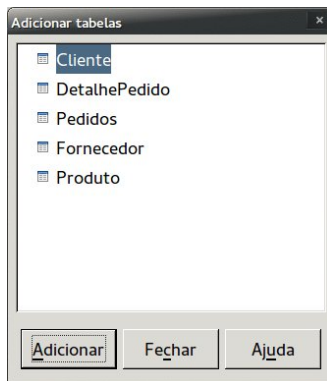 Adicionar tabelas
Cliente
DetalhePedido
Pedidos
Fornecedor
Produto
Adicionar Fechar Ajuda